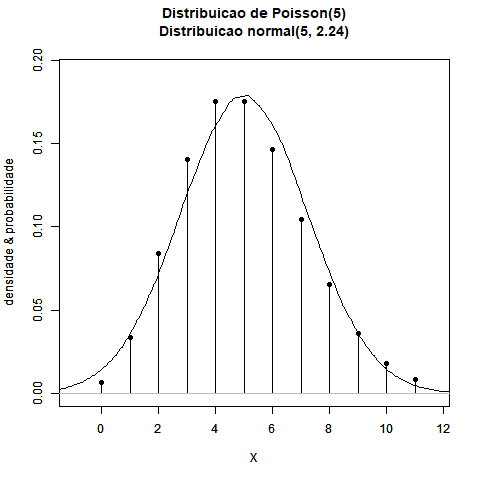 Distribuicao de Poisson(5)
Distribuicao normal(5, 2.24)
densidade & probabilidade
0.20
0.15
0.10
0.05
0.00
0 2 4 6 8 10 12
X